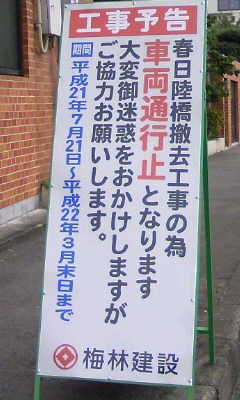 工事予告
春日陸橋撤去工事の為
車両通行止となります
大変御迷惑をおかけしますが
ご協力お願いします。
期間 平成21年7月21日~平成22年3月末日まで
梅林建設